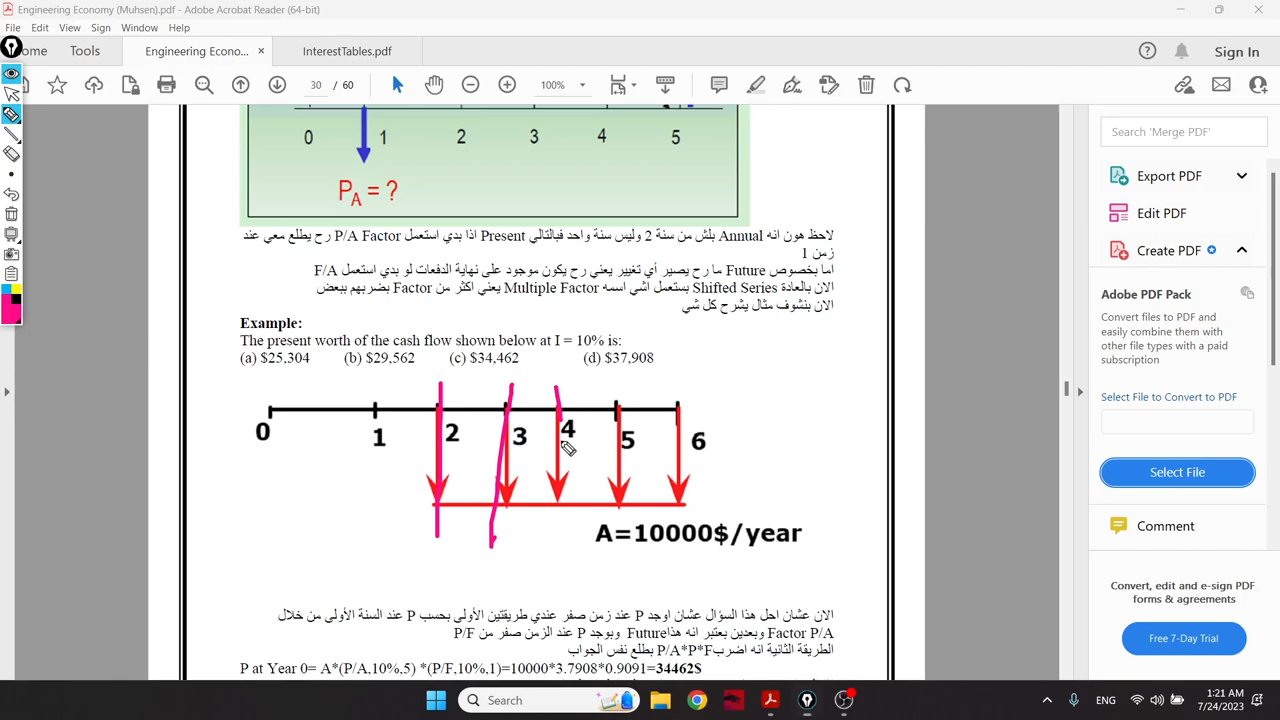 Engineering Economy (Muhsen).pdf - Adobe Acrobat Reader (64-bit)
File Edit View Sign Window Help
ome Tools Engineering Econo... × InterestTables.pdf Sign In
30 / 60 100%
0 1 2 3 4 5
PA = ?
لاحظ هون انه Annual بلش من سنة 2 وليس سنة واحد فبالتالي Present اذا بدي استعمل P/A Factor رح يطلع معي عند
زمن 1
اما بخصوص Future ما رح يصير أي تغيير يعني رح يكون موجود على نهاية الدفعات لو بدي استعمل F/A
الان بالعادة Shifted Series بستعمل اشي اسمه Multiple Factor يعني اكثر من Factor بضربهم ببعض
الان بنشوف مثال يشرح كل شي
Example:
The present worth of the cash flow shown below at I = 10% is:
(a) $25,304 (b) $29,562 (c) $34,462 (d) $37,908
0 1 2 3 4 5 6
A=10000$/year
الان عشان احل هذا السؤال عشان اوجد P عند زمن صفر عندي طريقتين الأولى بحسب P عند السنة الأولى من خلال
Factor P/A وبعدين بعتبر انه هذا Future وبوجد P عند الزمن صفر من P/F
الطريقة الثانية انه اضرب P/A*P*F بطلع نفس الجواب
P at Year 0= A*(P/A,10%,5) *(P/F,10%,1)=10000*3.7908*0.9091=34462$
Search 'Merge PDF'
Export PDF
Edit PDF
Create PDF
Adobe PDF Pack
Convert files to PDF and
easily combine them with
other file types with a paid
subscription
Select File to Convert to PDF
Select File
Comment
Convert, edit and e-sign PDF
forms & agreements
Free 7-Day Trial
Search
ENG
1:21 AM
7/24/2023